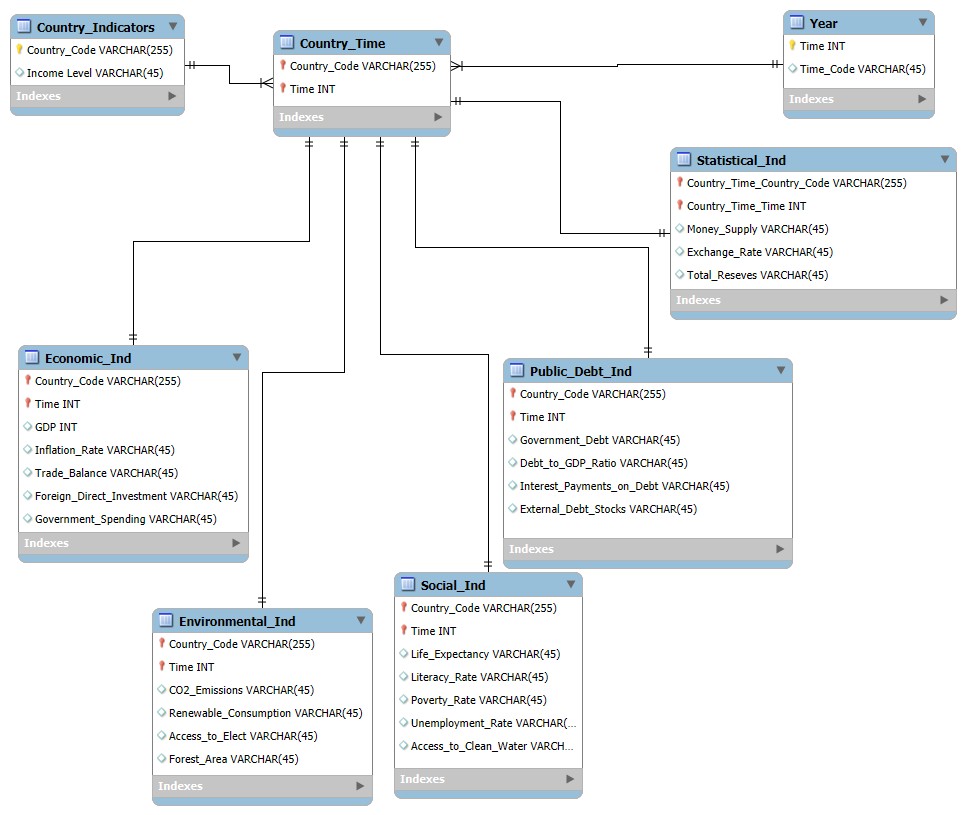 Country_Indicators
Country_Code VARCHAR(255)
Income Level VARCHAR(45)
Indexes
Country_Time
Country_Code VARCHAR(255)
Time INT
Indexes
Year
Time INT
Time_Code VARCHAR(45)
Indexes
Statistical_Ind
Country_Time_Country_Code VARCHAR(255)
Country_Time_Time INT
Money_Supply VARCHAR(45)
Exchange_Rate VARCHAR(45)
Total_Reseves VARCHAR(45)
Indexes
Economic_Ind
Country_Code VARCHAR(255)
Time INT
GDP INT
Inflation_Rate VARCHAR(45)
Trade_Balance VARCHAR(45)
Foreign_Direct_Investment VARCHAR(45)
Government_Spending VARCHAR(45)
Indexes
Public_Debt_Ind
Country_Code VARCHAR(255)
Time INT
Government_Debt VARCHAR(45)
Debt_to_GDP_Ratio VARCHAR(45)
Interest_Payments_on_Debt VARCHAR(45)
External_Debt_Stocks VARCHAR(45)
Indexes
Environmental_Ind
Country_Code VARCHAR(255)
Time INT
CO2_Emissions VARCHAR(45)
Renewable_Consumption VARCHAR(45)
Access_to_Elect VARCHAR(45)
Forest_Area VARCHAR(45)
Indexes
Social_Ind
Country_Code VARCHAR(255)
Time INT
Life_Expectancy VARCHAR(45)
Literacy_Rate VARCHAR(45)
Poverty_Rate VARCHAR(45)
Unemployment_Rate VARCHAR(...
Access_to_Clean_Water VARCH...
Indexes